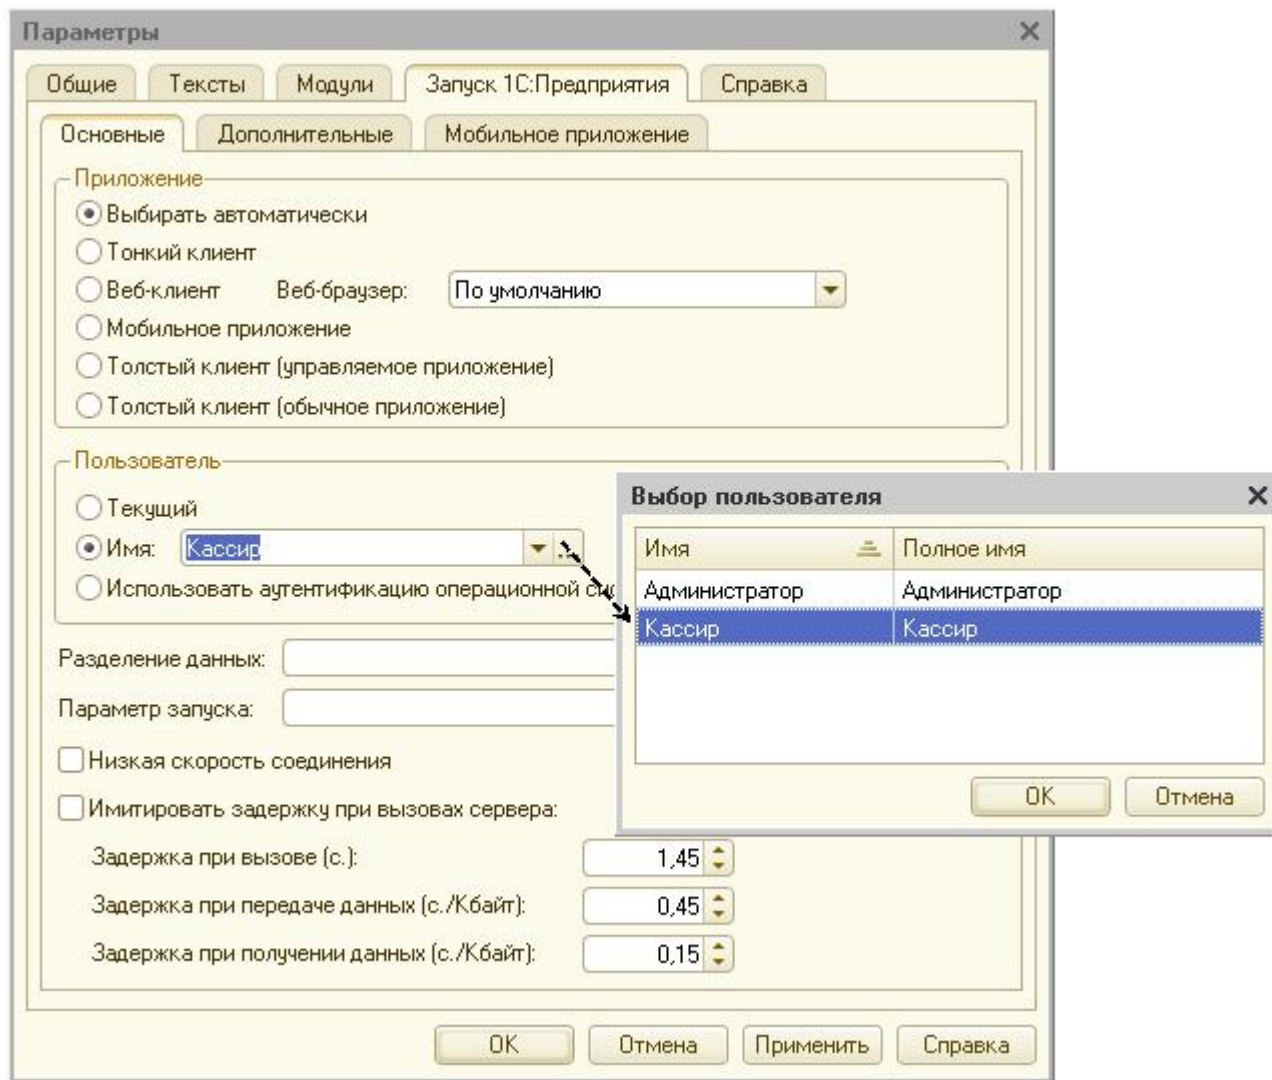 Параметры
Общие Тексты Модули Запуск 1С:Предприятия Справка
Основные Дополнительные Мобильное приложение
Приложение
Выбирать автоматически
Тонкий клиент
Веб-клиент Веб-браузер: По умолчанию
Мобильное приложение
Толстый клиент (управляемое приложение)
Толстый клиент (обычное приложение)
Пользователь
Текущий
Имя: Кассир ...
Использовать аутентификацию операционной сис
Разделение данных:
Параметр запуска:
Низкая скорость соединения
Имитировать задержку при вызовах сервера:
Задержка при вызове (с.): 1,45
Задержка при передаче данных (с./Кбайт): 0,45
Задержка при получении данных (с./Кбайт): 0,15
OK Отмена Применить Справка
Выбор пользователя
Имя Полное имя
Администратор Администратор
Кассир Кассир
OK Отмена